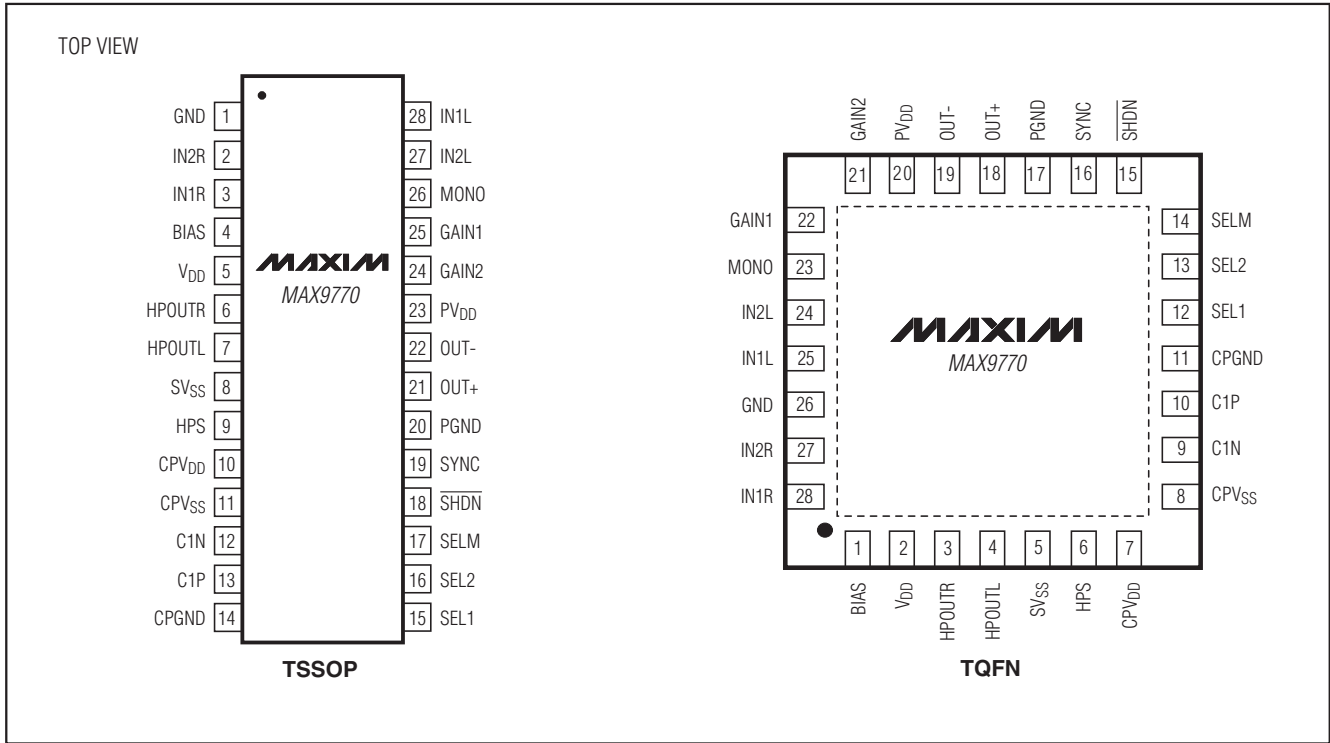 TOP VIEW
GND 1
IN2R 2
IN1R 3
BIAS 4
VDD 5
HPOUTR 6
HPOUTL 7
SVSS 8
HPS 9
CPVDD 10
CPVSS 11
C1N 12
C1P 13
CPGND 14
MAXIM
MAX9770
28 IN1L
27 IN2L
26 MONO
25 GAIN1
24 GAIN2
23 PVDD
22 OUT-
21 OUT+
20 PGND
19 SYNC
18 SHDN
17 SELM
16 SEL2
15 SEL1
TSSOP
GAIN2 PVDD OUT- OUT+ PGND SYNC SHDN
21 20 19 18 17 16 15
GAIN1 22
MONO 23
IN2L 24
IN1L 25
GND 26
IN2R 27
IN1R 28
MAXIM
MAX9770
14 SELM
13 SEL2
12 SEL1
11 CPGND
10 C1P
9 C1N
8 CPVSS
1 2 3 4 5 6 7
BIAS VDD HPOUTR HPOUTL SVSS HPS CPVDD
TQFN